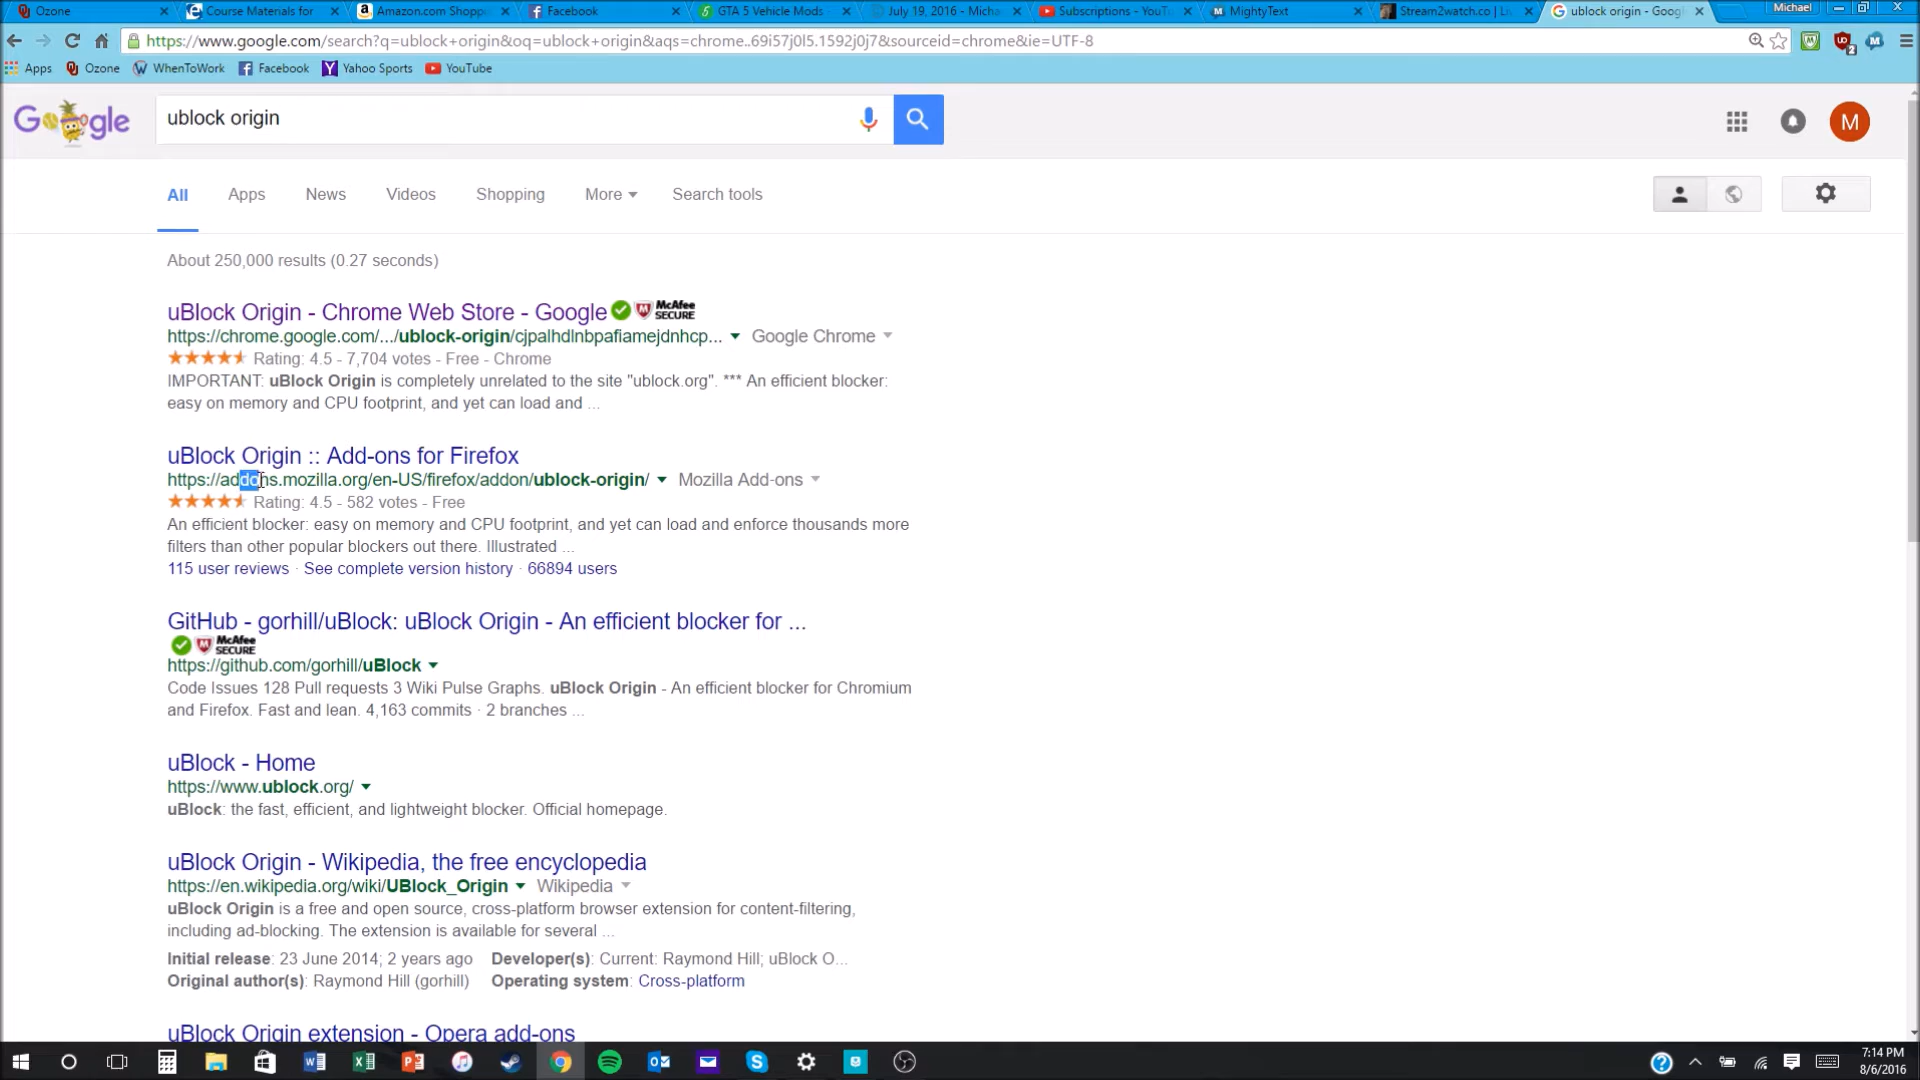 Ozone Course Materials for Amazon.com Shoppe Facebook GTA 5 Vehicle Mods July 19, 2016 - Micha Subscriptions - YouT MightyText Stream2watch.co | Li ublock origin - Goog Michael
https://www.google.com/search?q=ublock+origin&oq=ublock+origin&aqs=chrome..69i57j0l5.1592j0j7&sourceid=chrome&ie=UTF-8
Apps Ozone WhenToWork Facebook Yahoo Sports YouTube
Google ublock origin M
All Apps News Videos Shopping More Search tools
About 250,000 results (0.27 seconds)
uBlock Origin - Chrome Web Store - Google McAfee SECURE
https://chrome.google.com/.../ublock-origin/cjpalhdlnbpafiamejdnhcp... Google Chrome
Rating: 4.5 - 7,704 votes - Free - Chrome
IMPORTANT: uBlock Origin is completely unrelated to the site "ublock.org". *** An efficient blocker:
easy on memory and CPU footprint, and yet can load and ...
uBlock Origin :: Add-ons for Firefox
https://addons.mozilla.org/en-US/firefox/addon/ublock-origin/ Mozilla Add-ons
Rating: 4.5 - 582 votes - Free
An efficient blocker: easy on memory and CPU footprint, and yet can load and enforce thousands more
filters than other popular blockers out there. Illustrated ...
115 user reviews · See complete version history · 66894 users
GitHub - gorhill/uBlock: uBlock Origin - An efficient blocker for ...
McAfee SECURE
https://github.com/gorhill/uBlock
Code Issues 128 Pull requests 3 Wiki Pulse Graphs. uBlock Origin - An efficient blocker for Chromium
and Firefox. Fast and lean. 4,163 commits · 2 branches ...
uBlock - Home
https://www.ublock.org/
uBlock: the fast, efficient, and lightweight blocker. Official homepage.
uBlock Origin - Wikipedia, the free encyclopedia
https://en.wikipedia.org/wiki/UBlock_Origin Wikipedia
uBlock Origin is a free and open source, cross-platform browser extension for content-filtering,
including ad-blocking. The extension is available for several ...
Initial release: 23 June 2014; 2 years ago Developer(s): Current: Raymond Hill; uBlock O...
Original author(s): Raymond Hill (gorhill) Operating system: Cross-platform
uBlock Origin extension - Opera add-ons
7:14 PM
8/6/2016